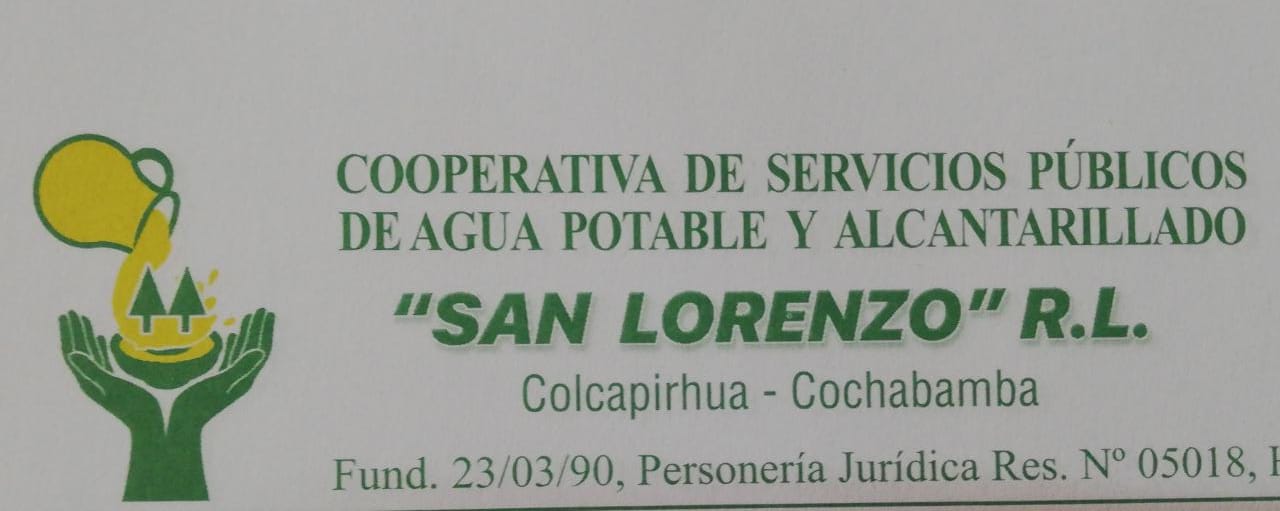 COOPERATIVA DE SERVICIOS PÚBLICOS
DE AGUA POTABLE Y ALCANTARILLADO
"SAN LORENZO" R.L.
Colcapirhua - Cochabamba
Fund. 23/03/90, Personería Jurídica Res. Nº 05018,